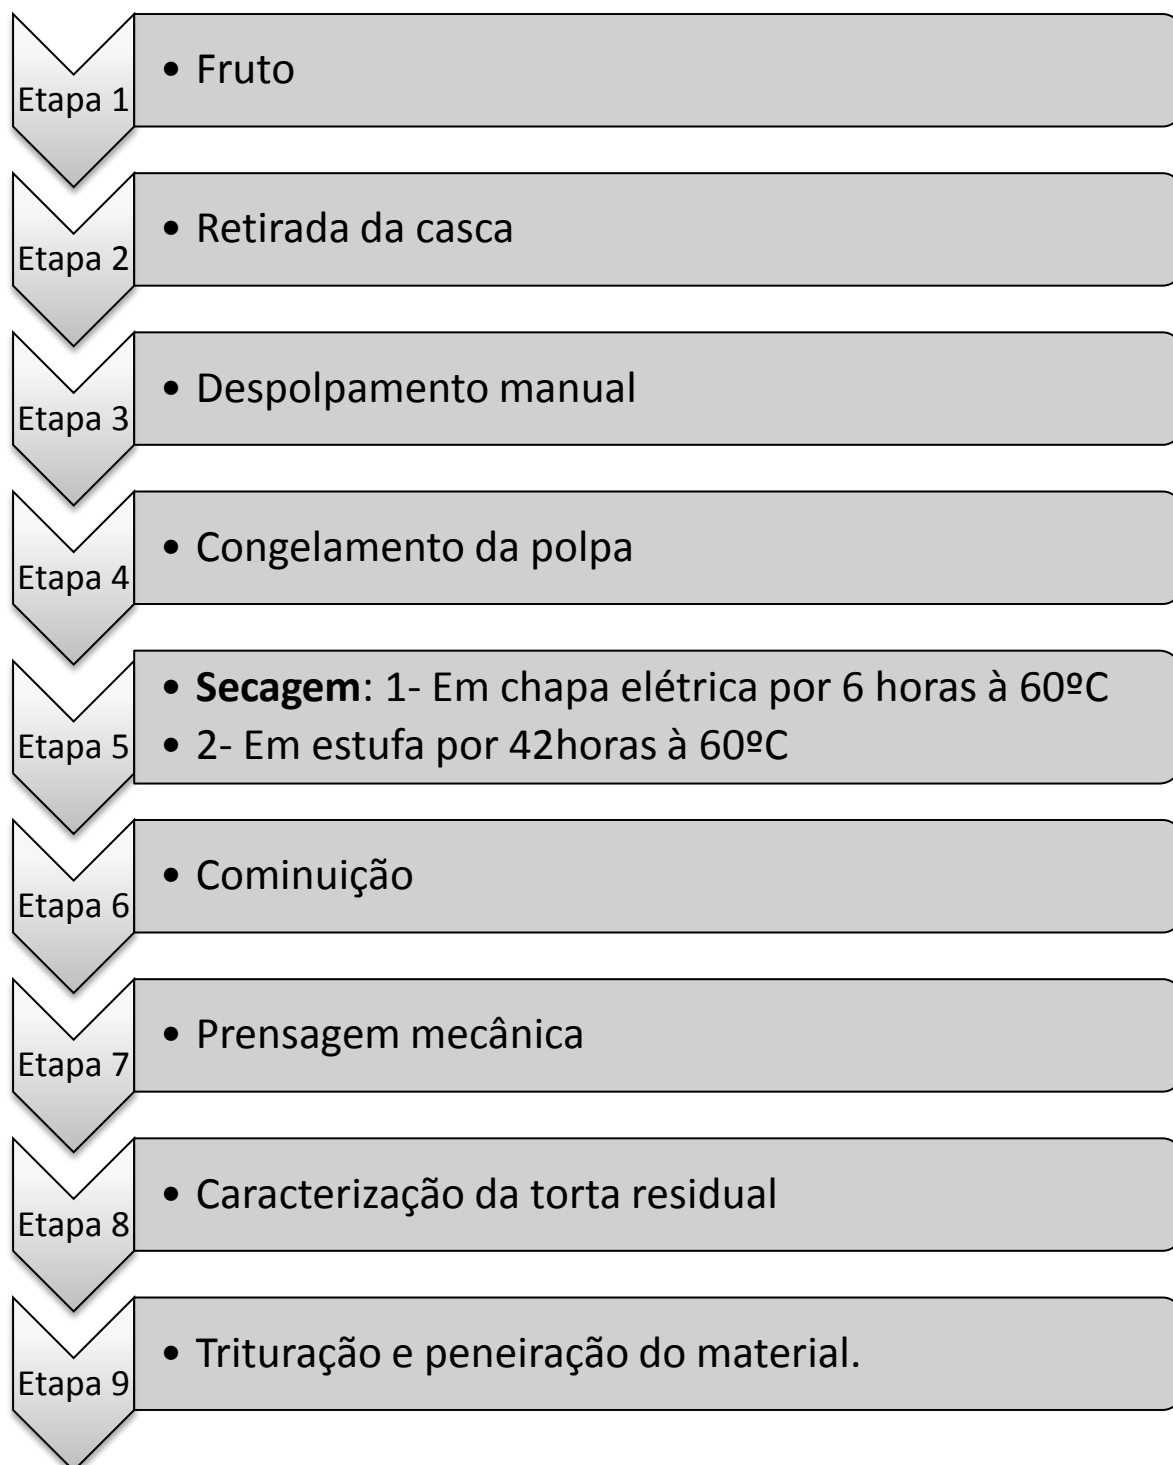 Etapa 1
• Fruto
Etapa 2
• Retirada da casca
Etapa 3
• Despolpamento manual
Etapa 4
• Congelamento da polpa
Etapa 5
• Secagem: 1- Em chapa elétrica por 6 horas à 60ºC
• 2- Em estufa por 42horas à 60ºC
Etapa 6
• Cominuição
Etapa 7
• Prensagem mecânica
Etapa 8
• Caracterização da torta residual
Etapa 9
• Trituração e peneiração do material.